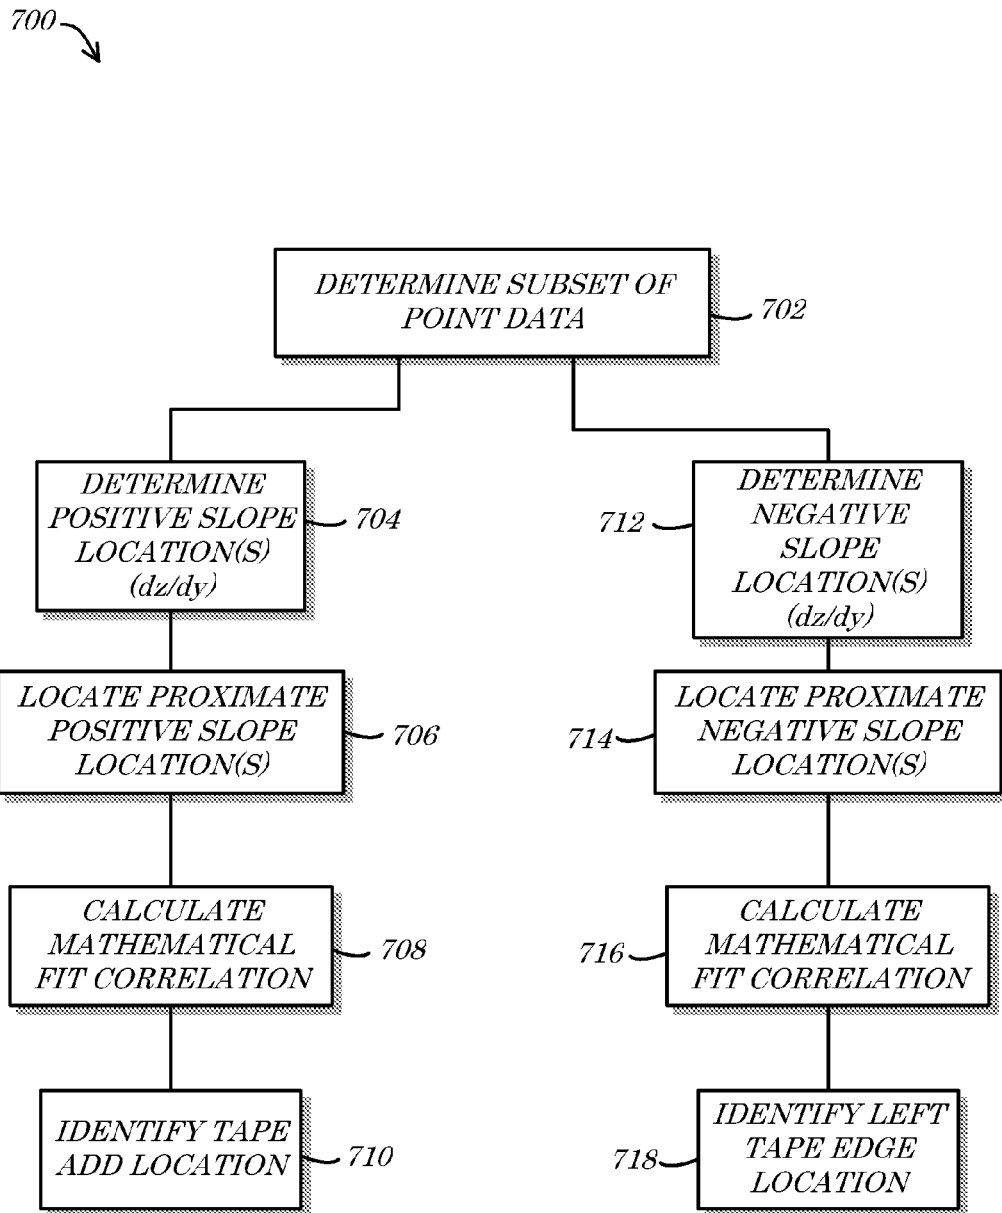 700
DETERMINE SUBSET OF
POINT DATA
702
DETERMINE
POSITIVE SLOPE
LOCATION(S)
(dz/dy)
704
712
DETERMINE
NEGATIVE
SLOPE
LOCATION(S)
(dz/dy)
LOCATE PROXIMATE
POSITIVE SLOPE
LOCATION(S)
706
714
LOCATE PROXIMATE
NEGATIVE SLOPE
LOCATION(S)
CALCULATE
MATHEMATICAL
FIT CORRELATION
708
716
CALCULATE
MATHEMATICAL
FIT CORRELATION
IDENTIFY TAPE
ADD LOCATION
710
718
IDENTIFY LEFT
TAPE EDGE
LOCATION